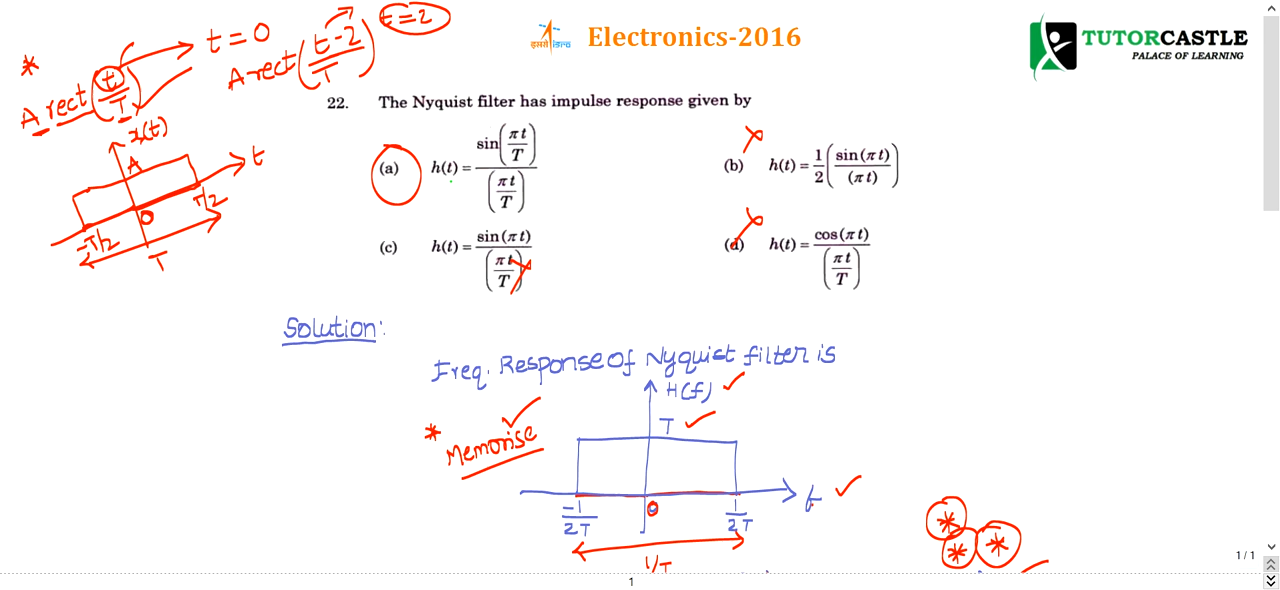 * t=0
A rect(t/T)
A rect(t-2/T) t=2
x(t)
A
t
-T/2 0 T/2
T
इसरो isro
Electronics-2016
TUTORCASTLE
PALACE OF LEARNING
22. The Nyquist filter has impulse response given by
(a) h(t) = sin(πt/T) / (πt/T)
(b) h(t) = 1/2 (sin(πt) / (πt))
(c) h(t) = sin(πt) / (πt/T)
(d) h(t) = cos(πt) / (πt/T)
Solution:
Freq. Response Of Nyquist filter is
H(f)
T
* Memorise
-1/2T 0 1/2T f
1/T
* * *
1 / 1
1